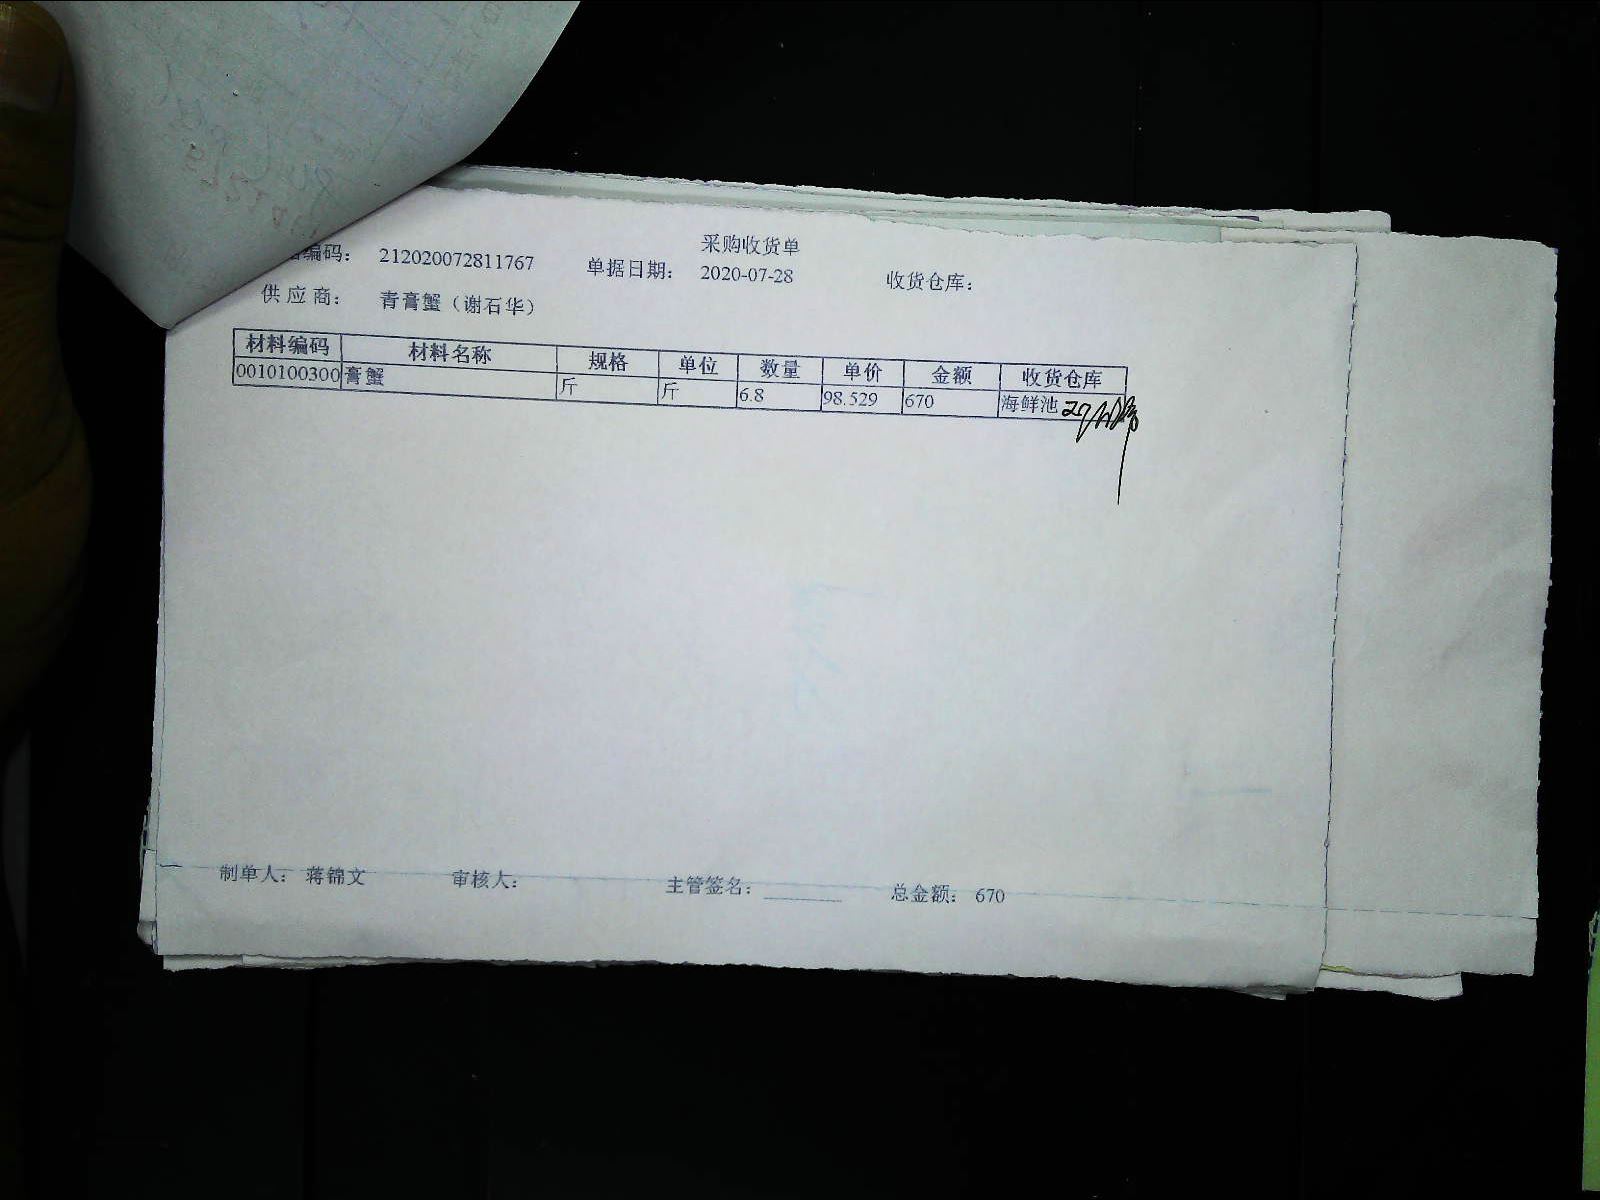 采购收货单
编码: 212020072811767 单据日期: 2020-07-28 收货仓库:
供应商: 青膏蟹（谢石华）
材料编码 材料名称 规格 单位 数量 单价 金额 收货仓库
0010100300 膏蟹 斤 斤 6.8 98.529 670 海鲜池
制单人: 蒋锦文 审核人: 主管签名: 总金额: 670